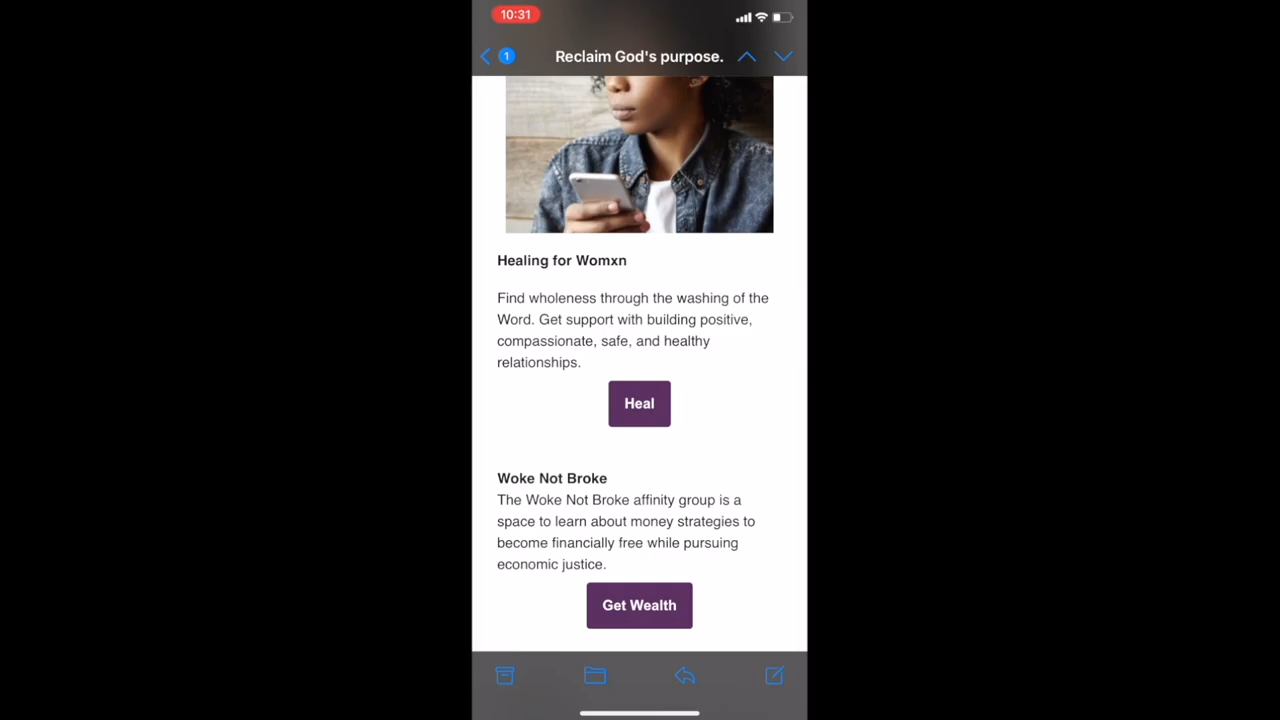 10:31
1
Reclaim God's purpose.
Healing for Womxn
Find wholeness through the washing of the
Word. Get support with building positive,
compassionate, safe, and healthy
relationships.
Heal
Woke Not Broke
The Woke Not Broke affinity group is a
space to learn about money strategies to
become financially free while pursuing
economic justice.
Get Wealth